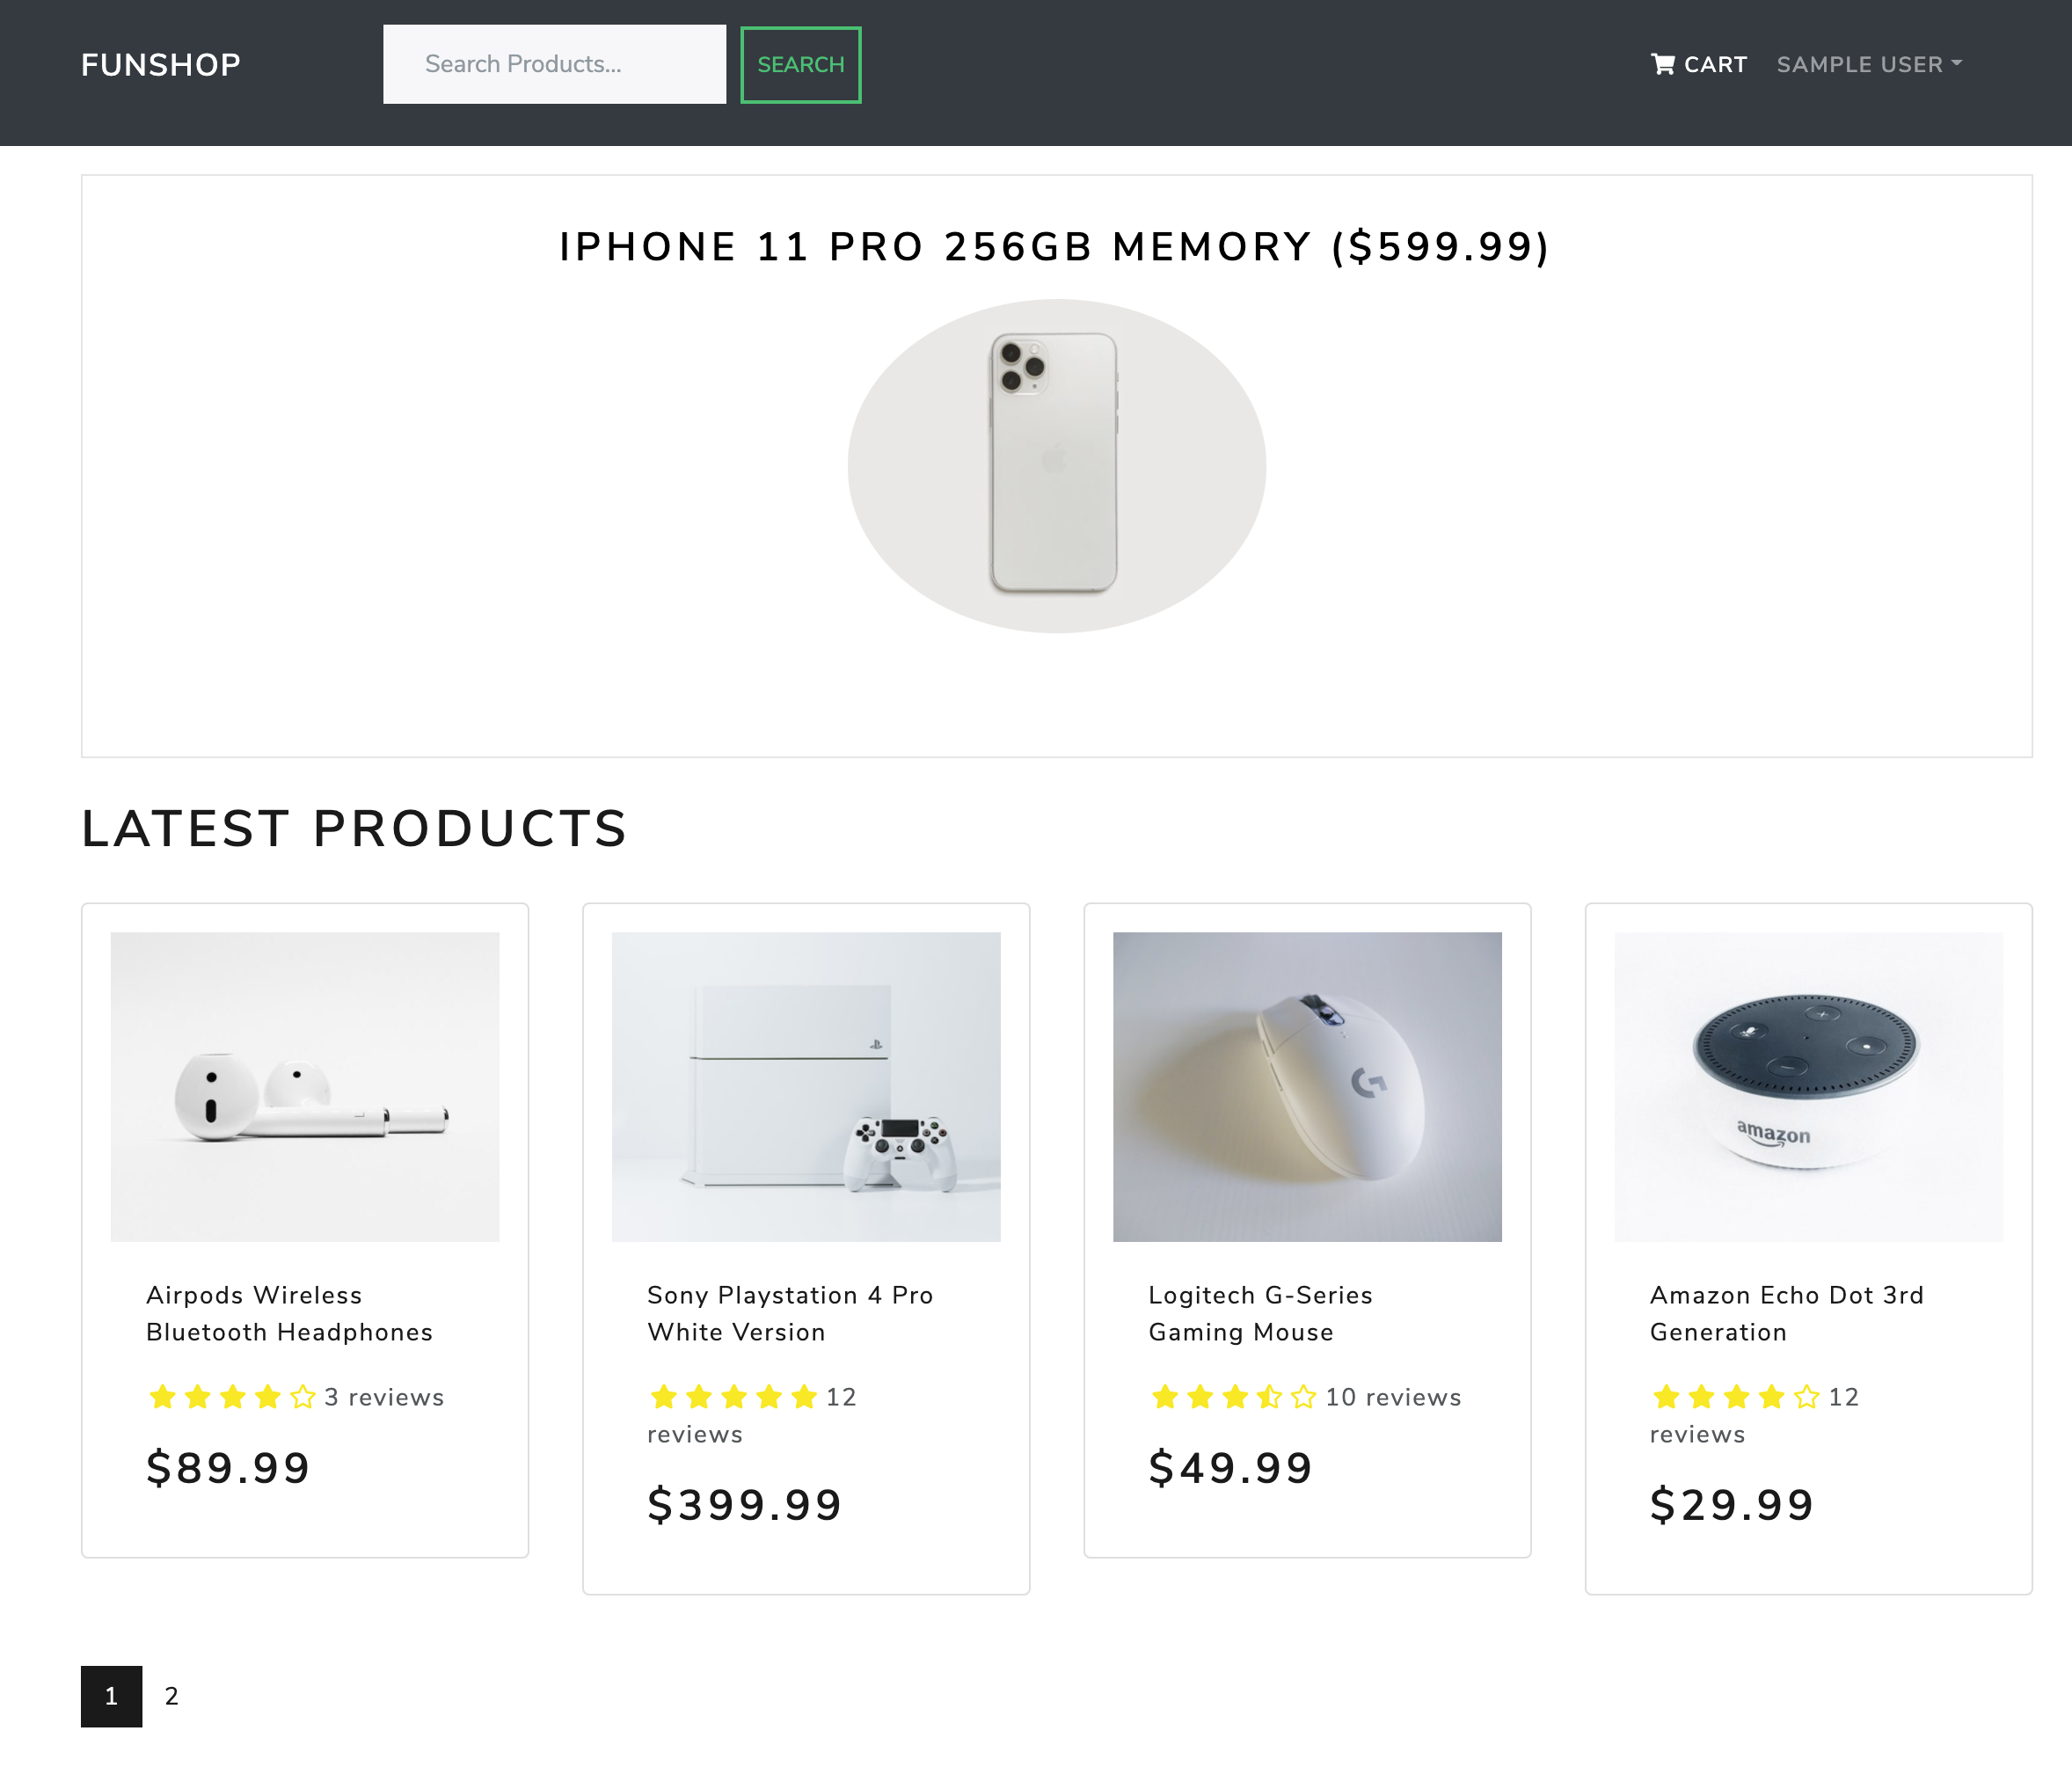 FUNSHOP
Search Products...
SEARCH
CART
SAMPLE USER
IPHONE 11 PRO 256GB MEMORY ($599.99)
LATEST PRODUCTS
amazon
Airpods Wireless
Bluetooth Headphones
3 reviews
$89.99
Sony Playstation 4 Pro
White Version
12
reviews
$399.99
Logitech G-Series
Gaming Mouse
10 reviews
$49.99
Amazon Echo Dot 3rd
Generation
12
reviews
$29.99
1
2